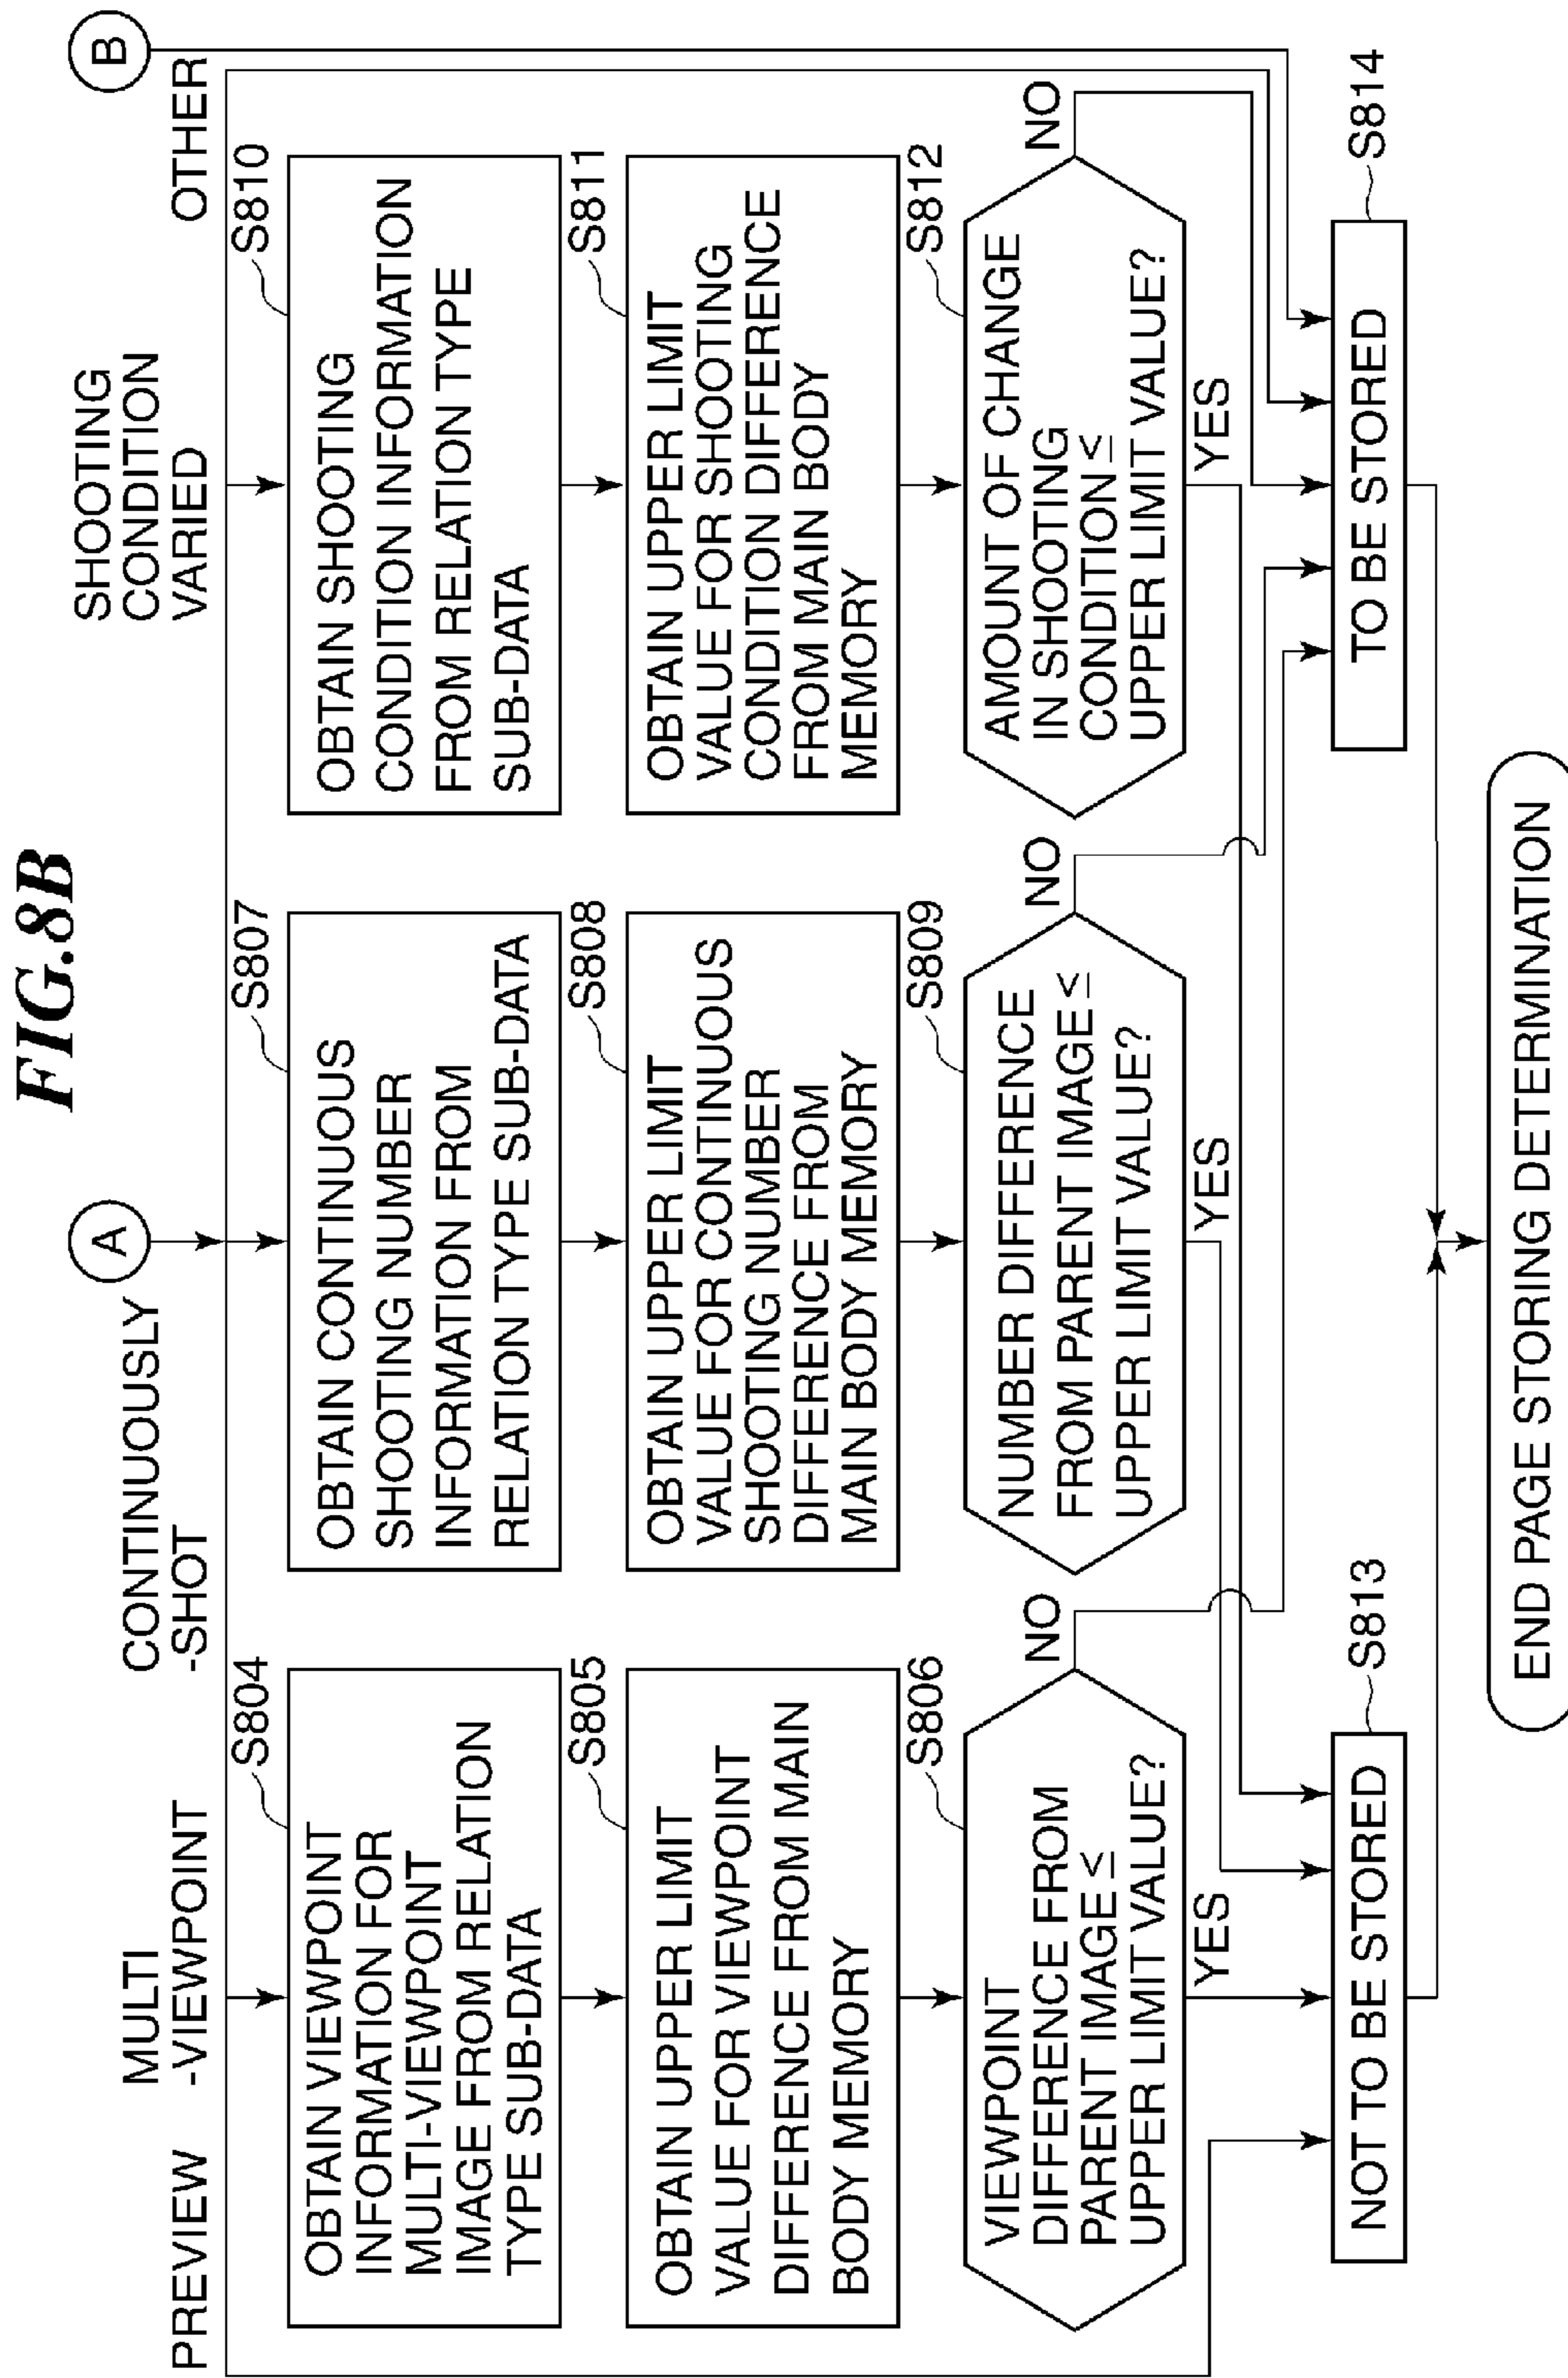 FIG.8B
A
B
PREVIEW
MULTI
-VIEWPOINT
CONTINUOUSLY
-SHOT
SHOOTING
CONDITION
VARIED
OTHER
S804
OBTAIN VIEWPOINT
INFORMATION FOR
MULTI-VIEWPOINT
IMAGE FROM RELATION
TYPE SUB-DATA
S805
OBTAIN UPPER LIMIT
VALUE FOR VIEWPOINT
DIFFERENCE FROM MAIN
BODY MEMORY
S806
VIEWPOINT
DIFFERENCE FROM
PARENT IMAGE ≤
UPPER LIMIT VALUE?
NO
YES
S807
OBTAIN CONTINUOUS
SHOOTING NUMBER
INFORMATION FROM
RELATION TYPE SUB-DATA
S808
OBTAIN UPPER LIMIT
VALUE FOR CONTINUOUS
SHOOTING NUMBER
DIFFERENCE FROM
MAIN BODY MEMORY
S809
NUMBER DIFFERENCE
FROM PARENT IMAGE ≤
UPPER LIMIT VALUE?
NO
YES
S810
OBTAIN SHOOTING
CONDITION INFORMATION
FROM RELATION TYPE
SUB-DATA
S811
OBTAIN UPPER LIMIT
VALUE FOR SHOOTING
CONDITION DIFFERENCE
FROM MAIN BODY
MEMORY
S812
AMOUNT OF CHANGE
IN SHOOTING
CONDITION ≤
UPPER LIMIT VALUE?
NO
YES
S813
NOT TO BE STORED
S814
TO BE STORED
END PAGE STORING DETERMINATION